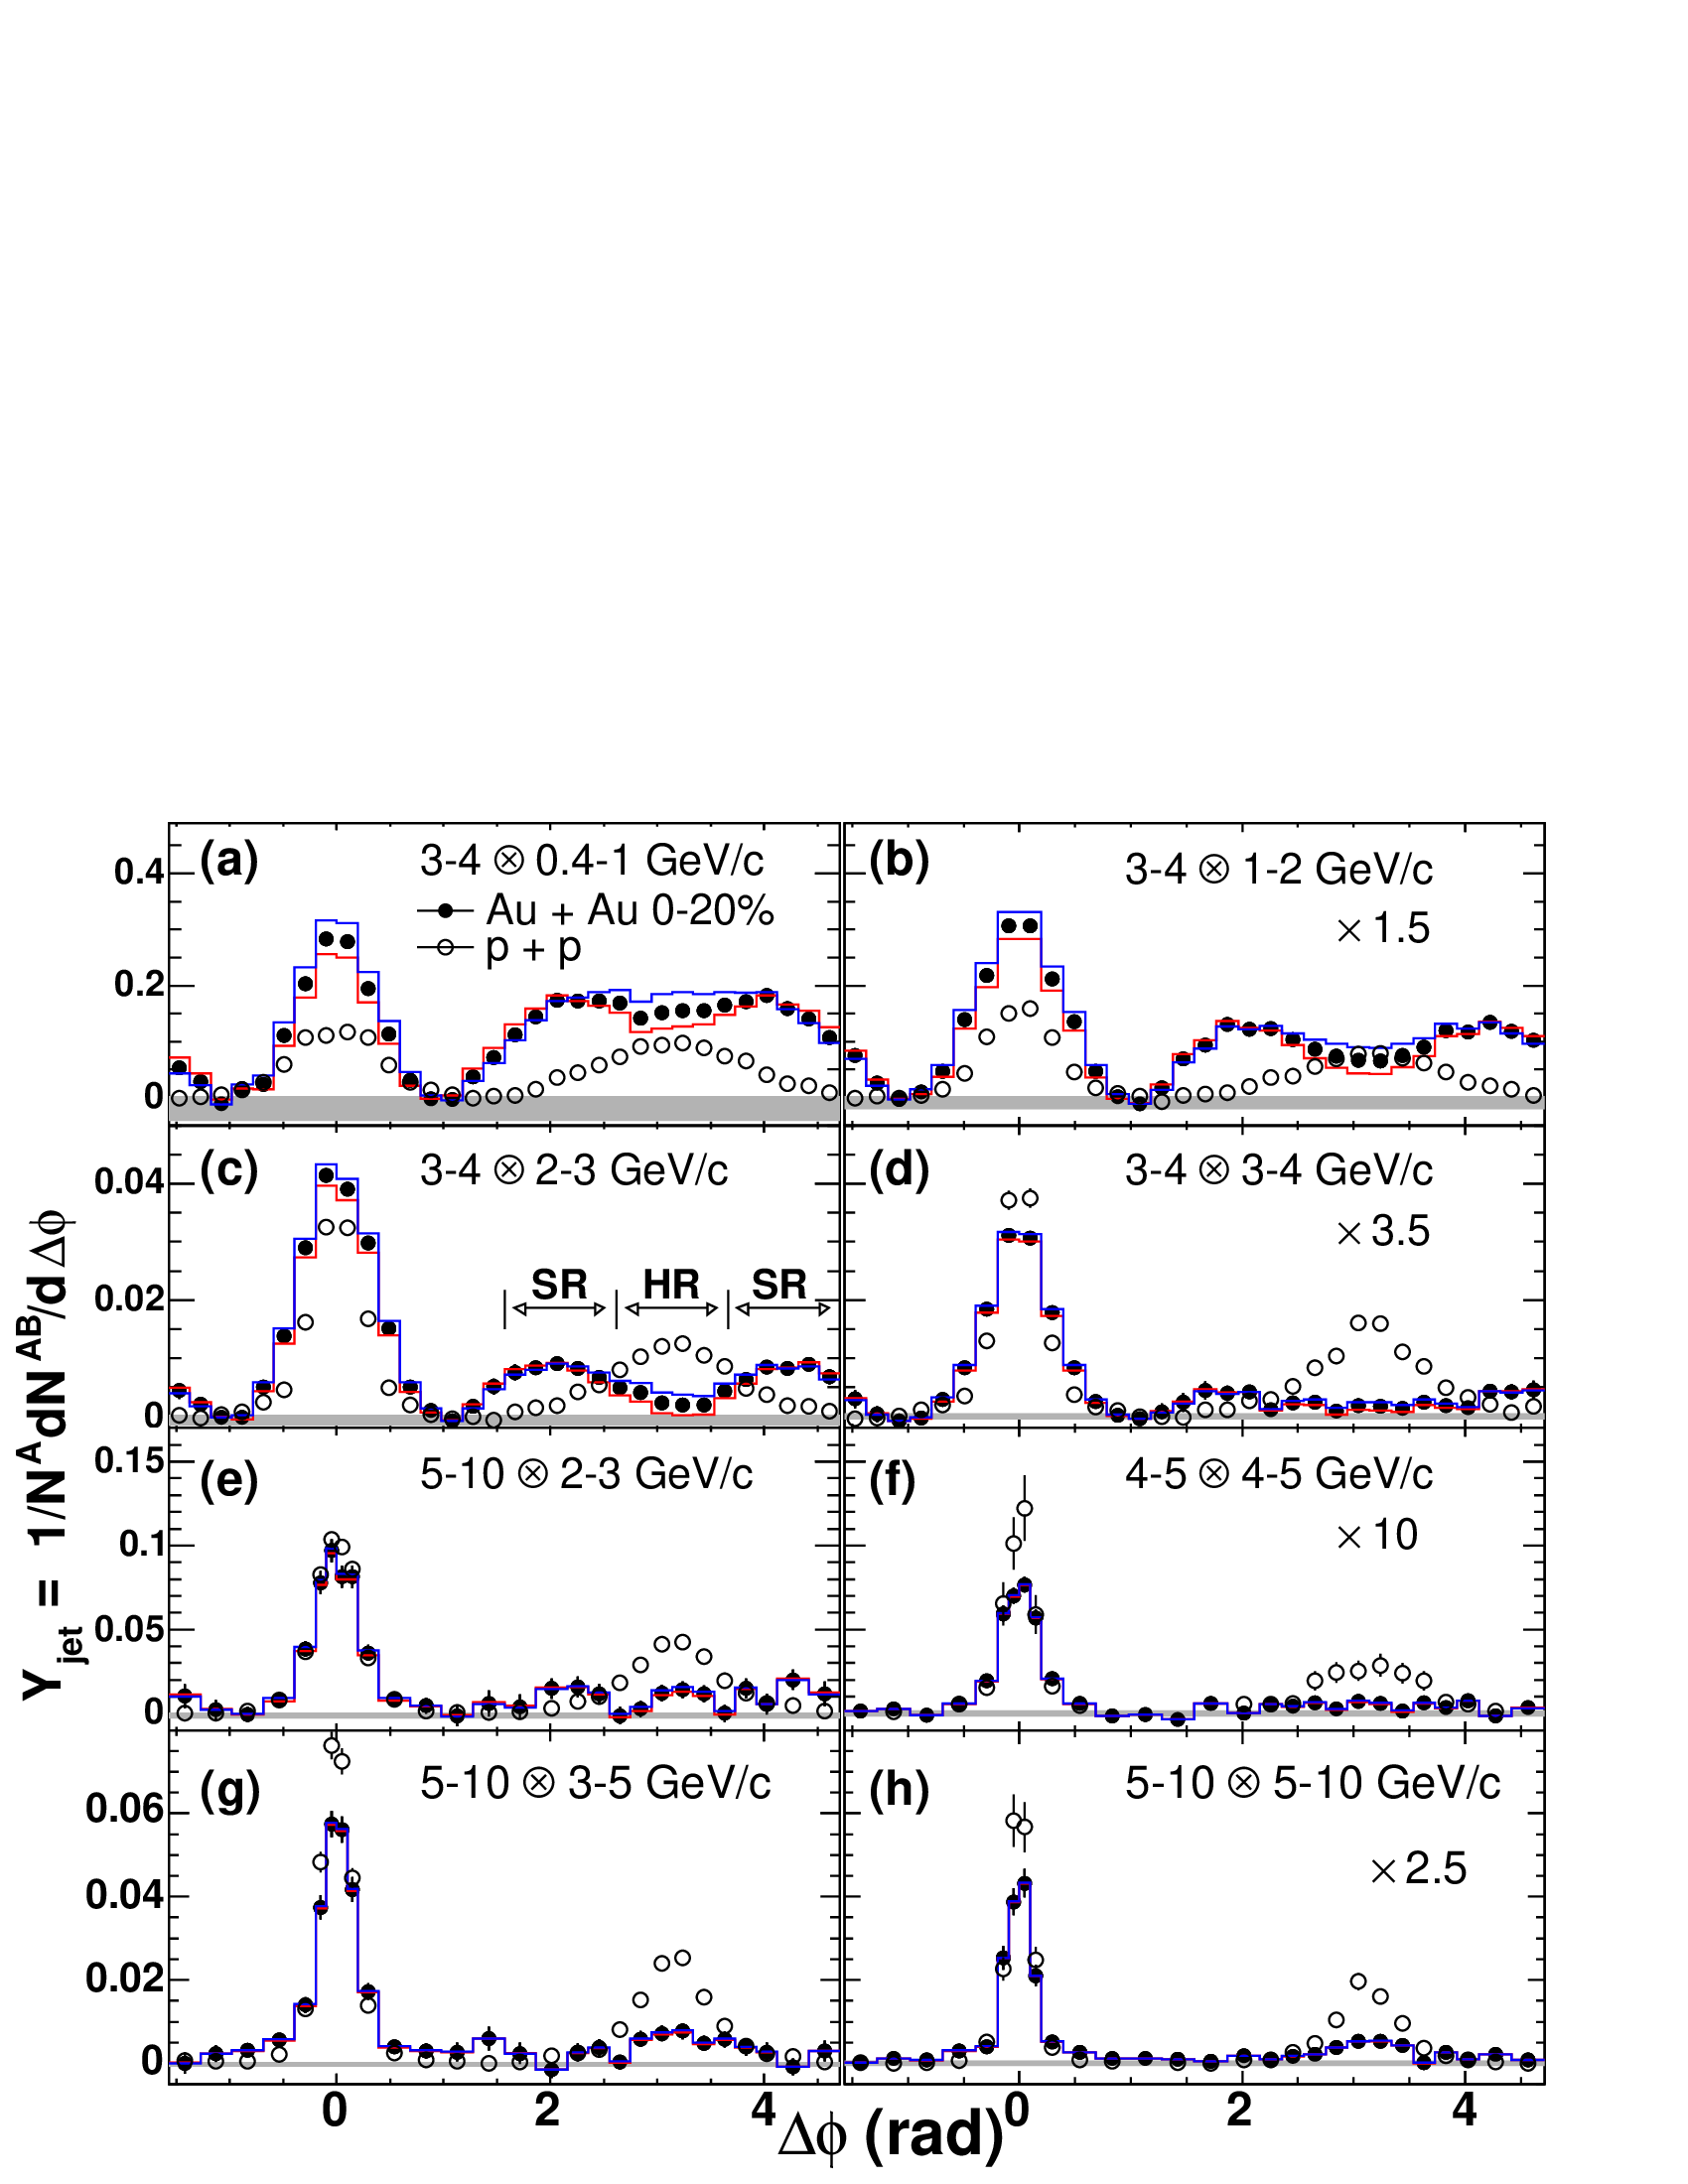 (a) 3-4 ⊗ 0.4-1 GeV/c
Au + Au 0-20%
p + p
0.4
0.2
0
(b) 3-4 ⊗ 1-2 GeV/c
× 1.5
(c) 3-4 ⊗ 2-3 GeV/c
SR HR SR
0.04
0.02
0
(d) 3-4 ⊗ 3-4 GeV/c
× 3.5
(e) 5-10 ⊗ 2-3 GeV/c
0.15
0.1
0.05
0
(f) 4-5 ⊗ 4-5 GeV/c
× 10
(g) 5-10 ⊗ 3-5 GeV/c
0.06
0.04
0.02
0
(h) 5-10 ⊗ 5-10 GeV/c
× 2.5
0 2 4 0 2 4
Δϕ (rad)
Y_jet = 1/N^A dN^AB/dΔϕ